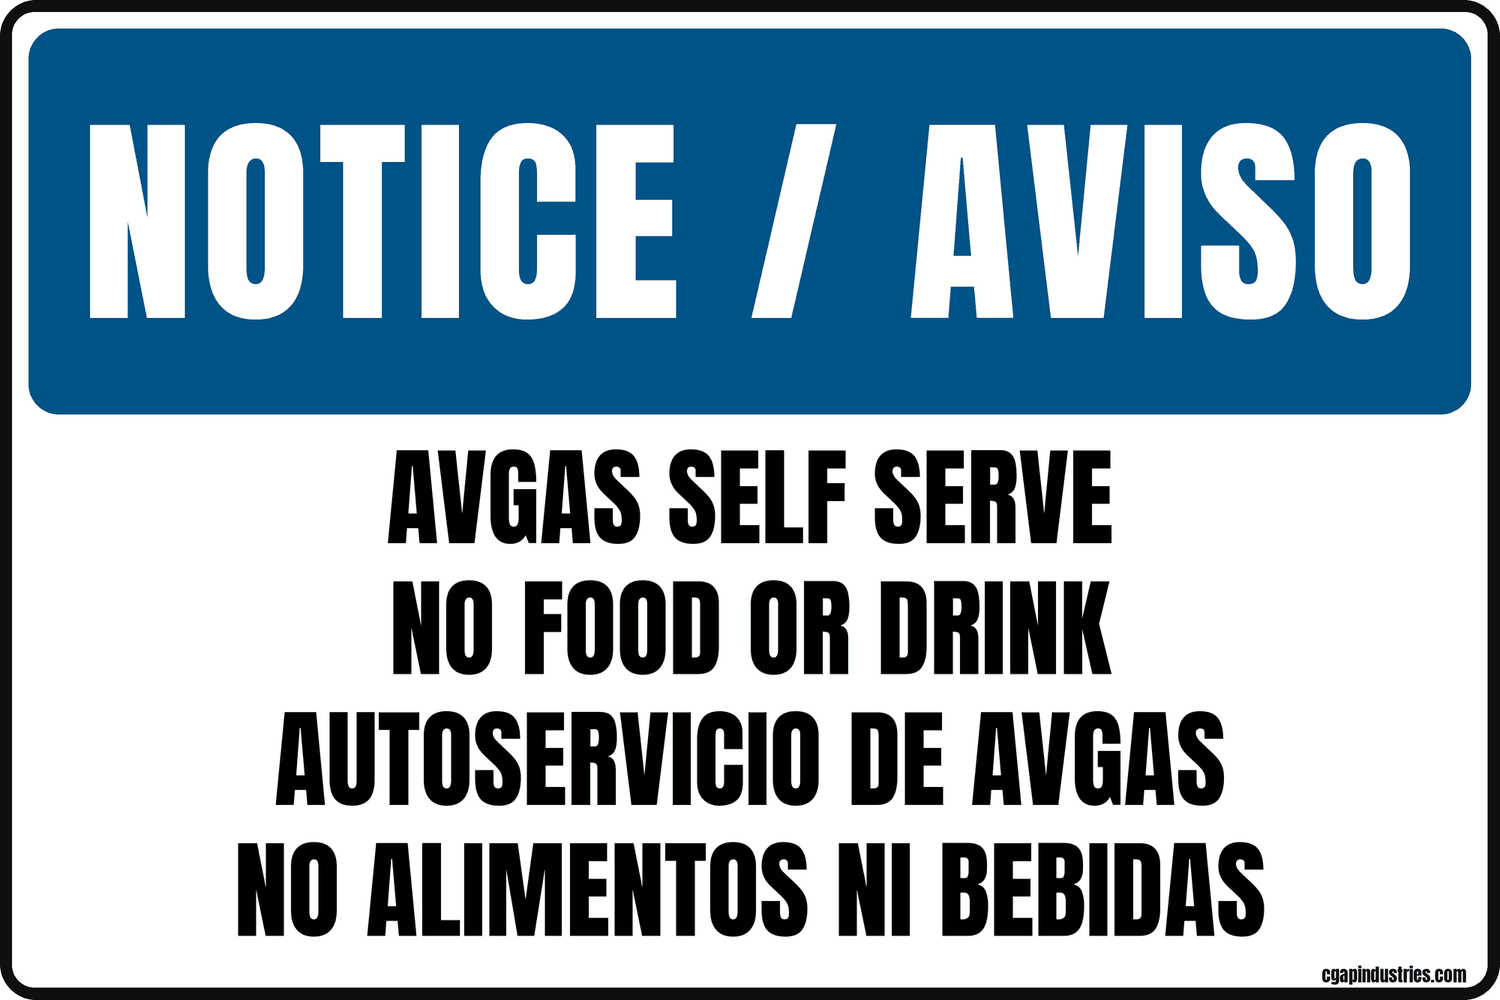 NOTICE / AVISO
AVGAS SELF SERVE
NO FOOD OR DRINK
AUTOSERVICIO DE AVGAS
NO ALIMENTOS NI BEBIDAS
cgapindustries.com